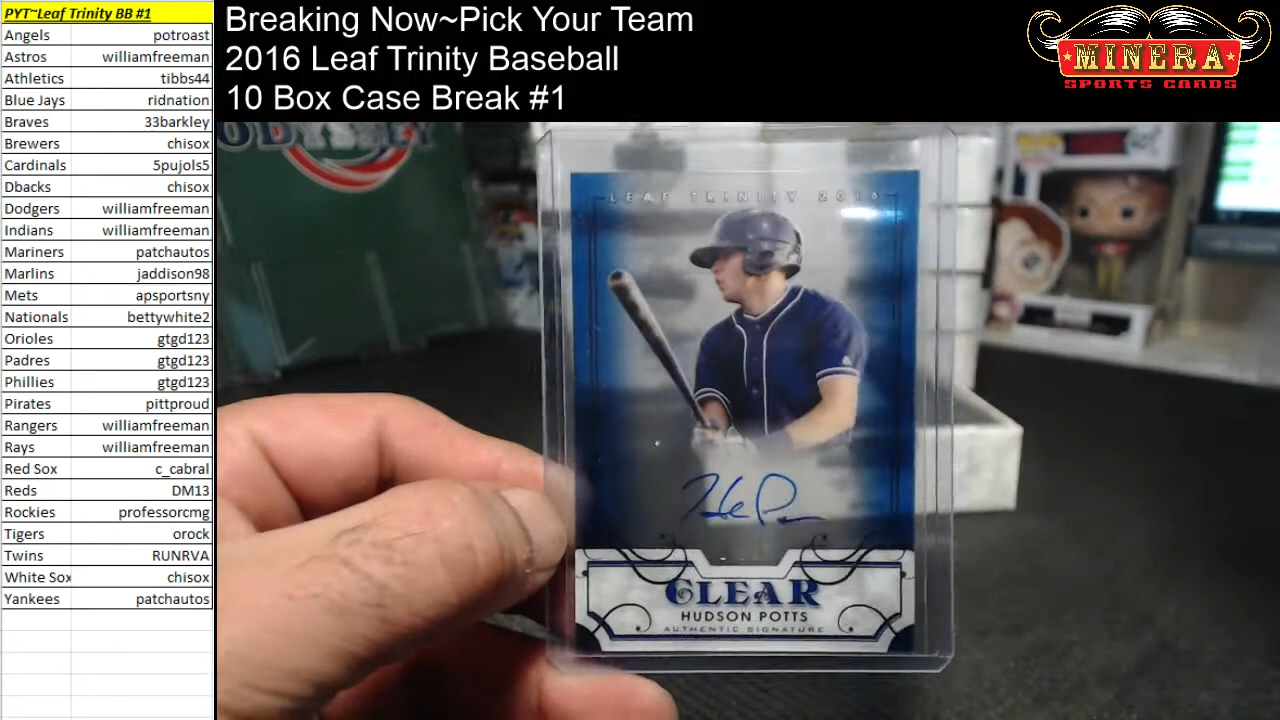 PYT~Leaf Trinity BB #1
Angels potroast
Astros williamfreeman
Athletics tibbs44
Blue Jays ridnation
Braves 33barkley
Brewers chisox
Cardinals 5pujols5
Dbacks chisox
Dodgers williamfreeman
Indians williamfreeman
Mariners patchautos
Marlins jaddison98
Mets apsportsny
Nationals bettywhite2
Orioles gtgd123
Padres gtgd123
Phillies gtgd123
Pirates pittproud
Rangers williamfreeman
Rays williamfreeman
Red Sox c_cabral
Reds DM13
Rockies professorcmg
Tigers orock
Twins RUNRVA
White Sox chisox
Yankees patchautos
Breaking Now~Pick Your Team
2016 Leaf Trinity Baseball
10 Box Case Break #1
MINERA
SPORTS CARDS
ODYSSEY
LEAF TRINITY 2016
CLEAR
HUDSON POTTS
AUTHENTIC SIGNATURE